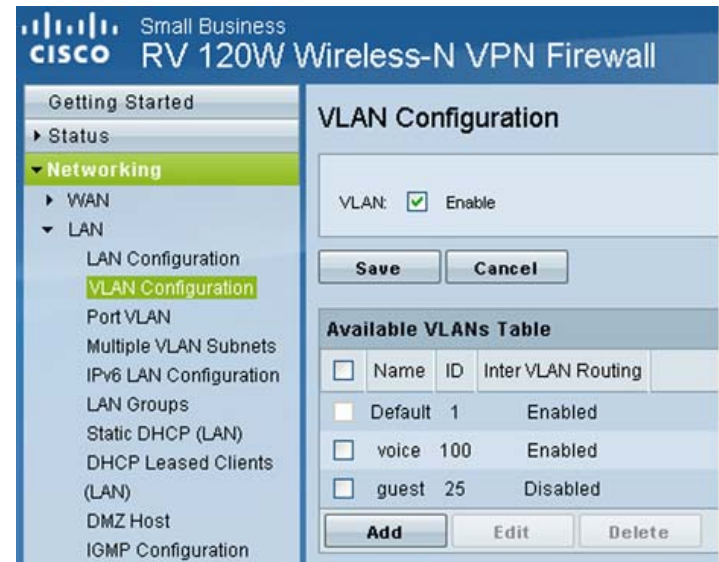 Small Business
CISCO RV 120W Wireless-N VPN Firewall
Getting Started
Status
Networking
WAN
LAN
LAN Configuration
VLAN Configuration
Port VLAN
Multiple VLAN Subnets
IPv6 LAN Configuration
LAN Groups
Static DHCP (LAN)
DHCP Leased Clients
(LAN)
DMZ Host
IGMP Configuration
VLAN Configuration
VLAN: Enable
Save Cancel
Available VLANs Table
Name ID Inter VLAN Routing
Default 1 Enabled
voice 100 Enabled
guest 25 Disabled
Add Edit Delete